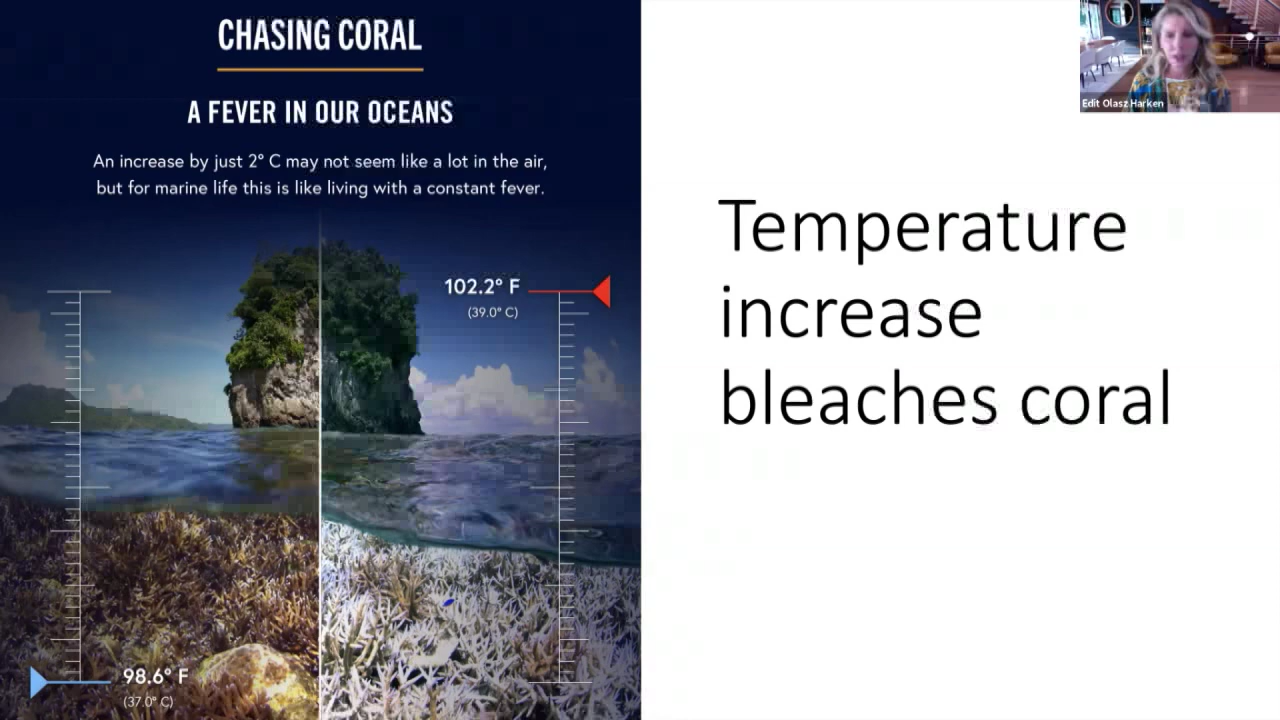 CHASING CORAL
A FEVER IN OUR OCEANS
An increase by just 2° C may not seem like a lot in the air,
but for marine life this is like living with a constant fever.
102.2° F
(39.0° C)
98.6° F
(37.0° C)
Temperature
increase
bleaches coral
Edit Olasz Harken